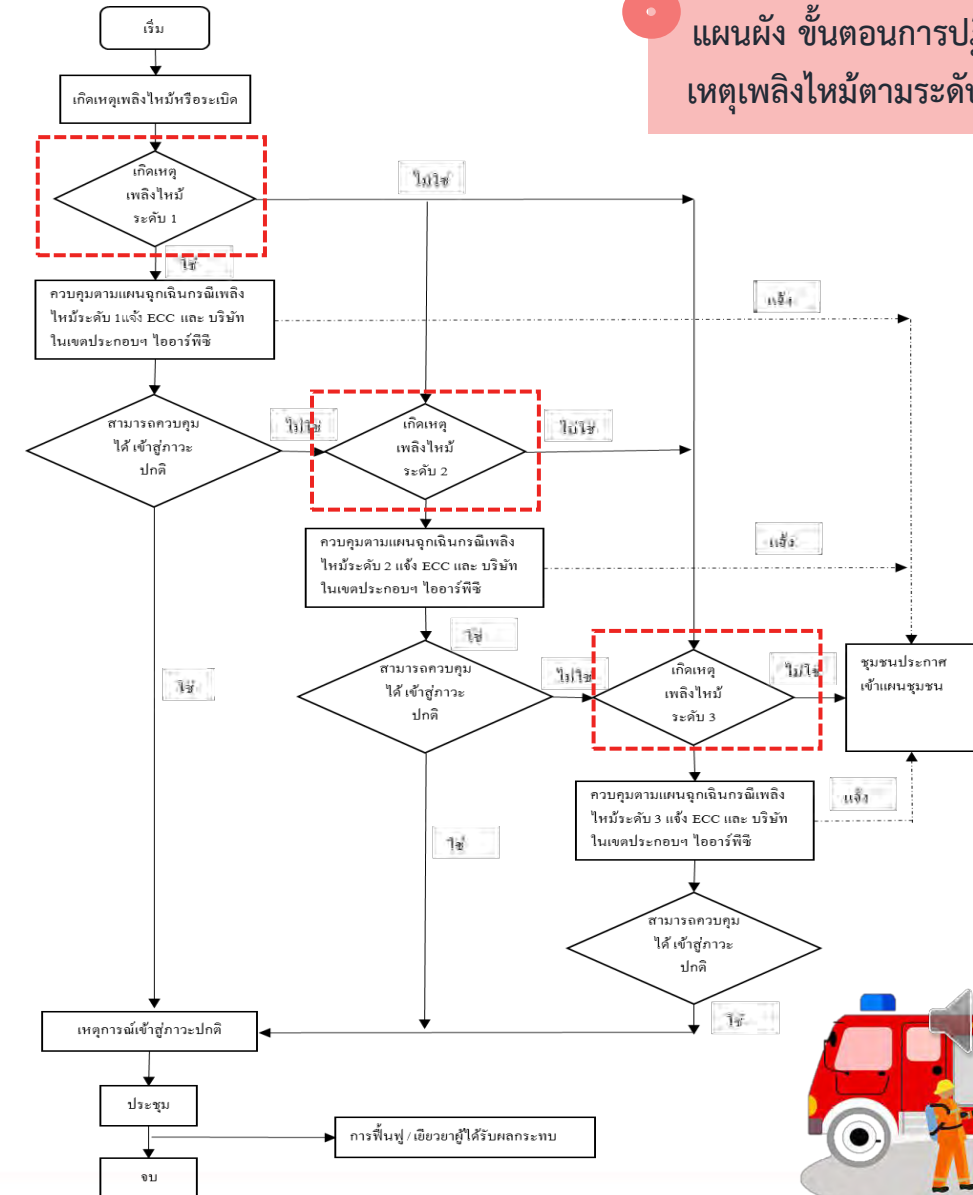 แผนผัง ขั้นตอนการปฏิ
เหตุเพลิงไหม้ตามระดับ
เริ่ม
เกิดเหตุเพลิงไหม้หรือระเบิด
เกิดเหตุ
เพลิงไหม้
ระดับ 1
ไม่ใช่
ใช่
ควบคุมตามแผนฉุกเฉินกรณีเพลิง
ไหม้ระดับ 1แจ้ง ECC และ บริษัท
ในเขตประกอบฯ ไออาร์พีซี
แจ้ง
สามารถควบคุม
ได้ เข้าสู่ภาวะ
ปกติ
ไม่ใช่
เกิดเหตุ
เพลิงไหม้
ระดับ 2
ไม่ใช่
ควบคุมตามแผนฉุกเฉินกรณีเพลิง
ไหม้ระดับ 2 แจ้ง ECC และ บริษัท
ในเขตประกอบฯ ไออาร์พีซี
แจ้ง
ใช่
ใช่
สามารถควบคุม
ได้ เข้าสู่ภาวะ
ปกติ
ไม่ใช่
เกิดเหตุ
เพลิงไหม้
ระดับ 3
ไม่ใช่
ชุมชนประกาศ
เข้าแผนชุมชน
ควบคุมตามแผนฉุกเฉินกรณีเพลิง
ไหม้ระดับ 3 แจ้ง ECC และ บริษัท
ในเขตประกอบฯ ไออาร์พีซี
แจ้ง
ใช่
สามารถควบคุม
ได้ เข้าสู่ภาวะ
ปกติ
ใช่
เหตุการณ์เข้าสู่ภาวะปกติ
ประชุม
การฟื้นฟู / เยียวยาผู้ได้รับผลกระทบ
จบ